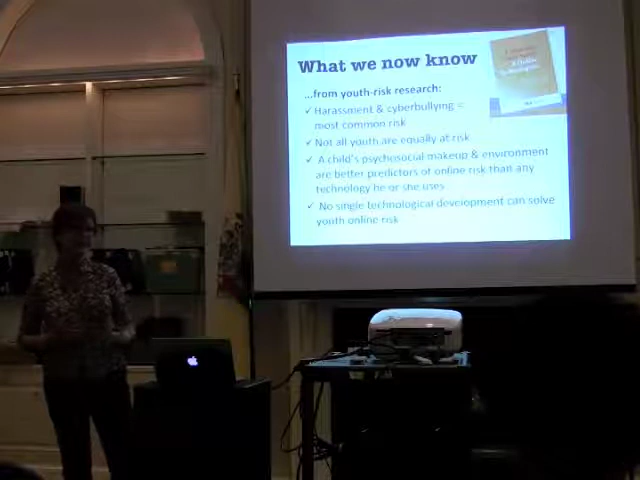 What we now know
...from youth-risk research:
✓ Harassment & cyberbullying =
most common risk
✓ Not all youth are equally at risk
✓ A child's psychosocial makeup & environment
are better predictors of online risk than any
technology he or she uses
✓ No single technological development can solve
youth online risk